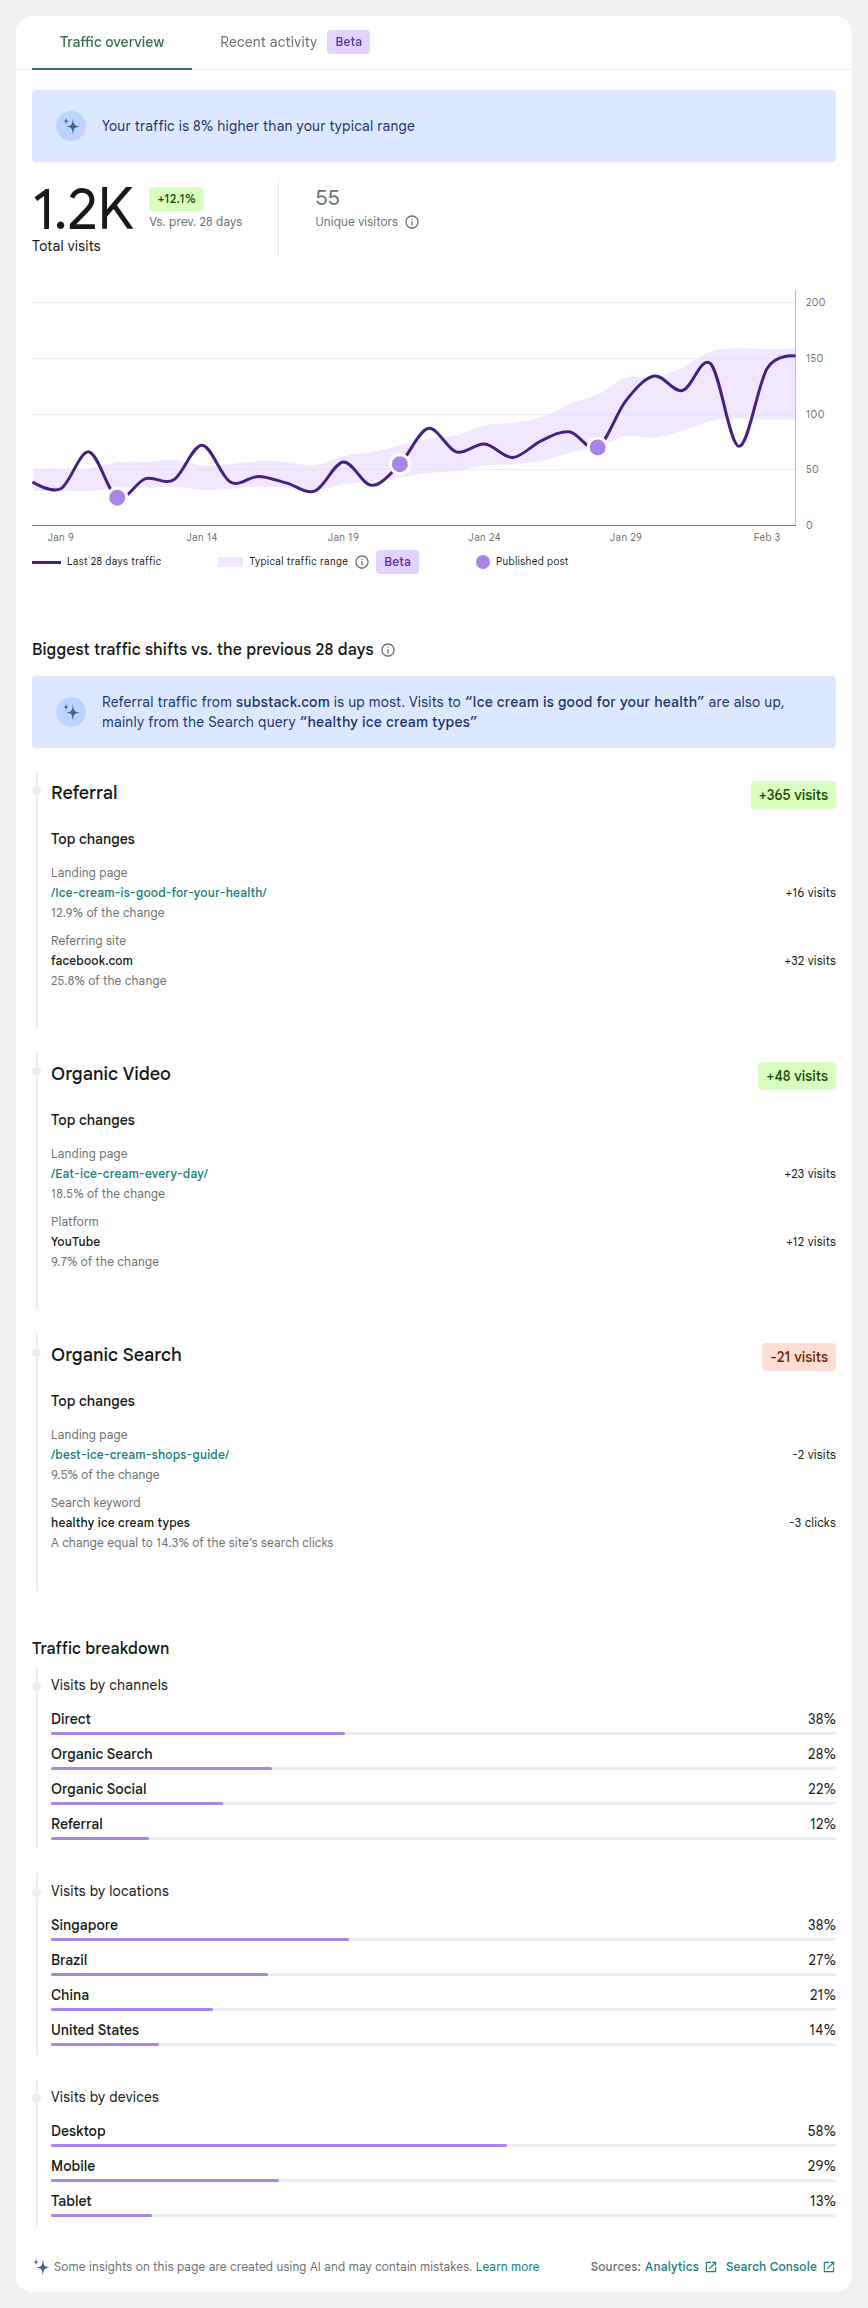 Traffic overview
Recent activity Beta
Your traffic is 8% higher than your typical range
1.2K
+12.1%
Vs. prev. 28 days
Total visits
55
Unique visitors
200
150
100
50
0
Jan 9 Jan 14 Jan 19 Jan 24 Jan 29 Feb 3
Last 28 days traffic Typical traffic range Beta Published post
Biggest traffic shifts vs. the previous 28 days
Referral traffic from substack.com is up most. Visits to “Ice cream is good for your health” are also up,
mainly from the Search query “healthy ice cream types”
Referral +365 visits
Top changes
Landing page
/Ice-cream-is-good-for-your-health/ +16 visits
12.9% of the change
Referring site
facebook.com +32 visits
25.8% of the change
Organic Video +48 visits
Top changes
Landing page
/Eat-ice-cream-every-day/ +23 visits
18.5% of the change
Platform
YouTube +12 visits
9.7% of the change
Organic Search -21 visits
Top changes
Landing page
/best-ice-cream-shops-guide/ -2 visits
9.5% of the change
Search keyword
healthy ice cream types -3 clicks
A change equal to 14.3% of the site’s search clicks
Traffic breakdown
Visits by channels
Direct 38%
Organic Search 28%
Organic Social 22%
Referral 12%
Visits by locations
Singapore 38%
Brazil 27%
China 21%
United States 14%
Visits by devices
Desktop 58%
Mobile 29%
Tablet 13%
Some insights on this page are created using AI and may contain mistakes. Learn more Sources: Analytics Search Console